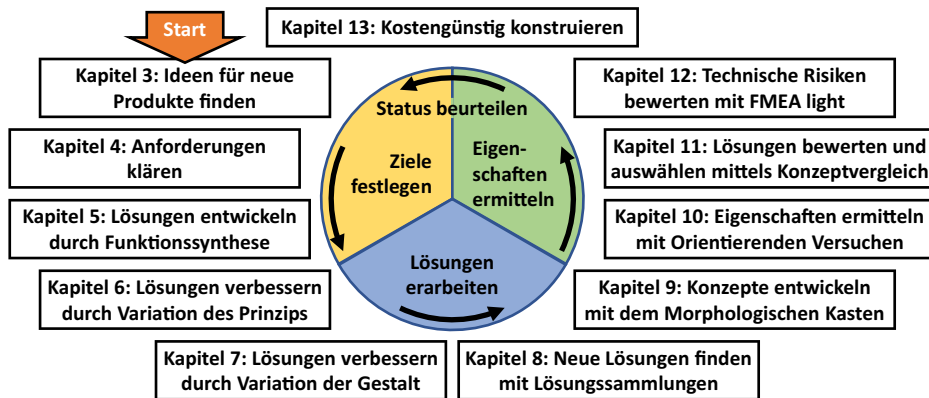 Start
Kapitel 13: Kostengünstig konstruieren
Kapitel 3: Ideen für neue
Produkte finden
Kapitel 12: Technische Risiken
bewerten mit FMEA light
Status beurteilen
Kapitel 4: Anforderungen
klären
Ziele
festlegen
Eigen-
schaften
ermitteln
Kapitel 11: Lösungen bewerten und
auswählen mittels Konzeptvergleich
Kapitel 5: Lösungen entwickeln
durch Funktionssynthese
Kapitel 10: Eigenschaften ermitteln
mit Orientierenden Versuchen
Lösungen
erarbeiten
Kapitel 6: Lösungen verbessern
durch Variation des Prinzips
Kapitel 9: Konzepte entwickeln
mit dem Morphologischen Kasten
Kapitel 7: Lösungen verbessern
durch Variation der Gestalt
Kapitel 8: Neue Lösungen finden
mit Lösungssammlungen